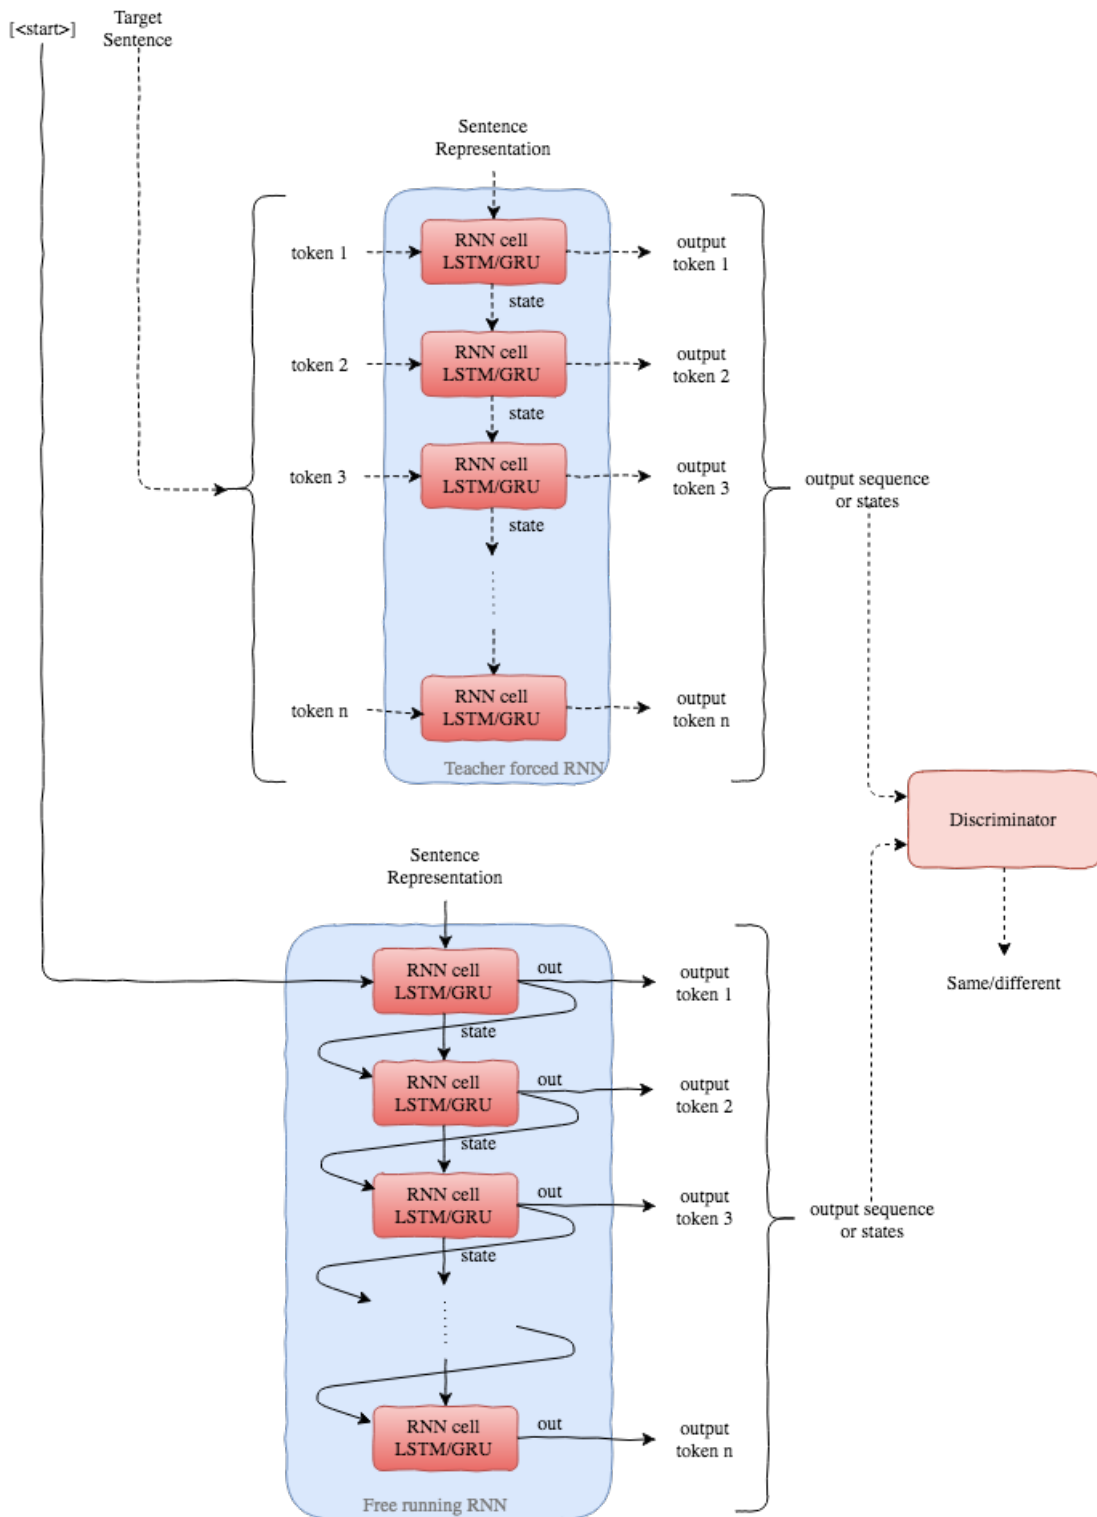 [<start>]
Target
Sentence
Sentence
Representation
token 1
RNN cell
LSTM/GRU
output
token 1
state
token 2
RNN cell
LSTM/GRU
output
token 2
state
token 3
RNN cell
LSTM/GRU
output
token 3
state
output sequence
or states
token n
RNN cell
LSTM/GRU
output
token n
Teacher forced RNN
Discriminator
Same/different
Sentence
Representation
RNN cell
LSTM/GRU
out
output
token 1
state
RNN cell
LSTM/GRU
out
output
token 2
state
RNN cell
LSTM/GRU
out
output
token 3
state
output sequence
or states
RNN cell
LSTM/GRU
out
output
token n
Free running RNN